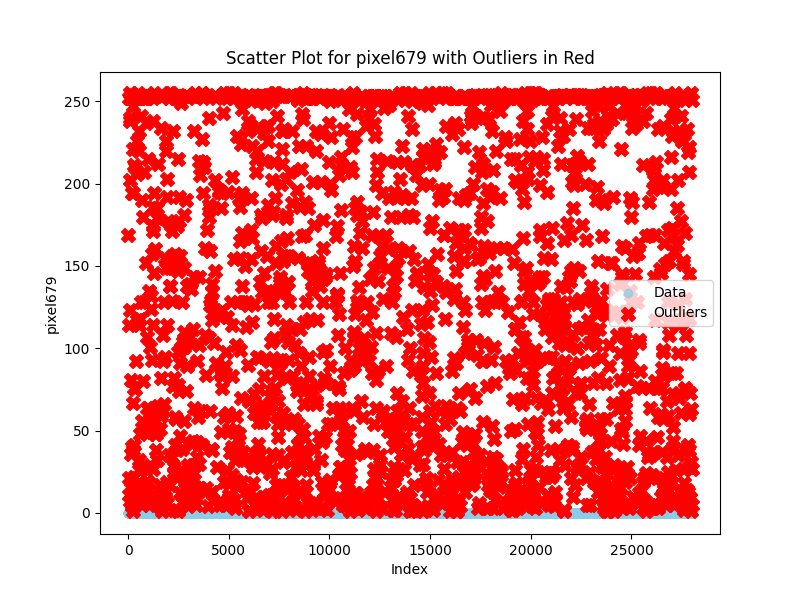 Scatter Plot for pixel679 with Outliers in Red
250
200
150
100
50
0
pixel679
Data
Outliers
0 5000 10000 15000 20000 25000
Index